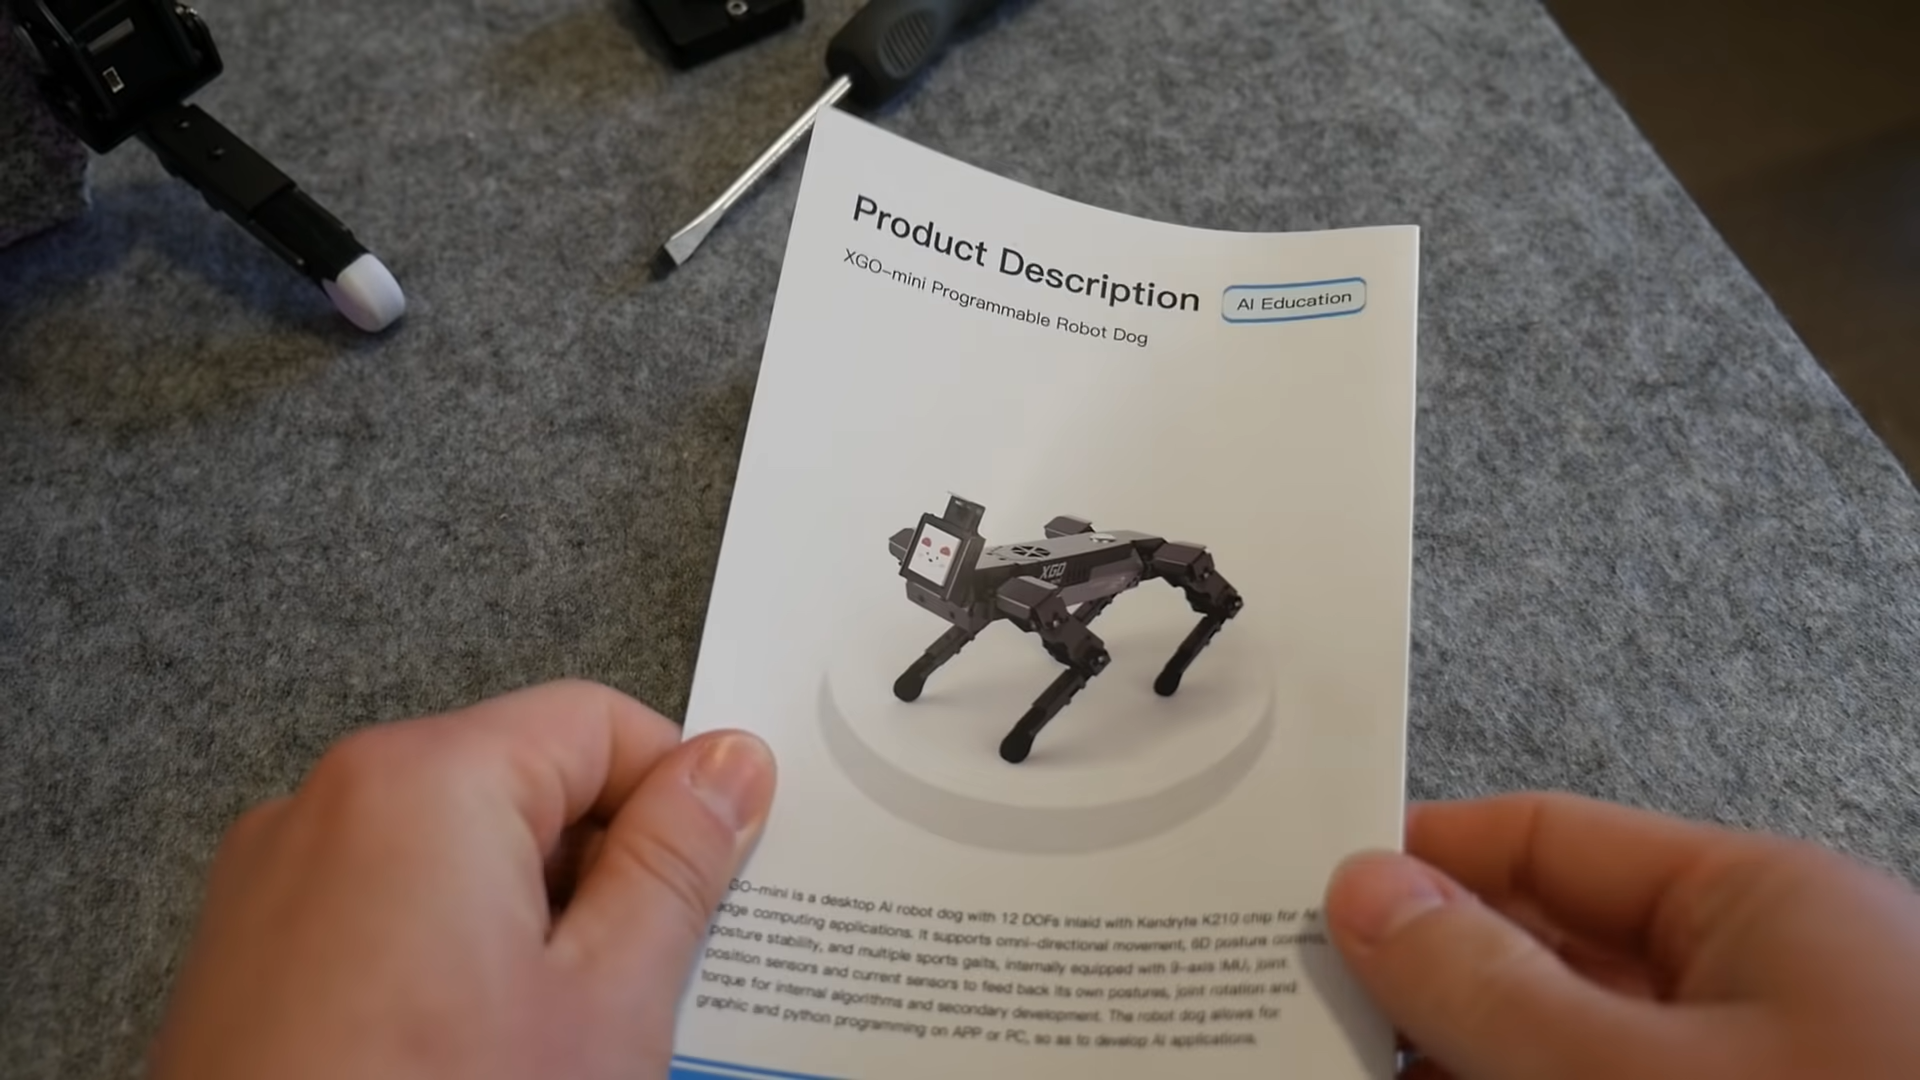 Product Description
AI Education
XGO-mini Programmable Robot Dog
XGO
GO-mini is a desktop AI robot dog with 12 DOFs inlaid with Kendryte K210 chip for AI
edge computing applications. It supports omni-directional movement, 6D posture control,
posture stability, and multiple sports gaits, internally equipped with 9-axis IMU, joint
position sensors and current sensors to feed back its own postures, joint rotation and
torque for internal algorithms and secondary development. The robot dog allows for
graphic and python programming on APP or PC, so as to develop AI applications.